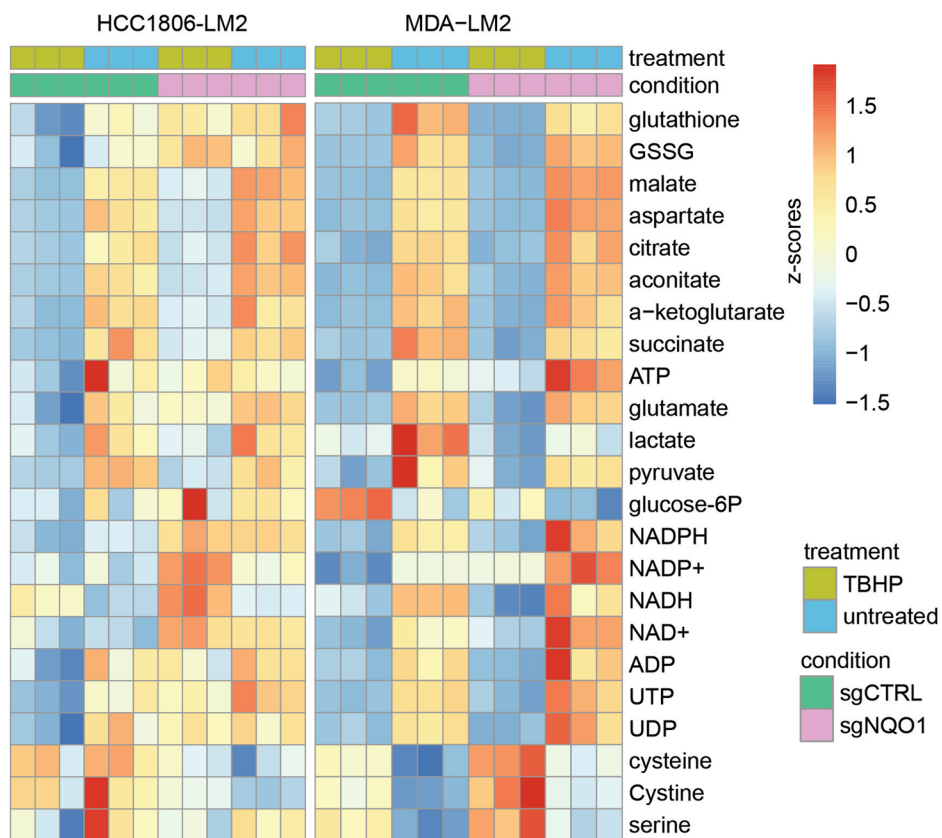 HCC1806-LM2
MDA−LM2
treatment
condition
glutathione
GSSG
malate
aspartate
citrate
aconitate
a−ketoglutarate
succinate
ATP
glutamate
lactate
pyruvate
glucose-6P
NADPH
NADP+
NADH
NAD+
ADP
UTP
UDP
cysteine
Cystine
serine
z-scores
1.5
1
0.5
0
−0.5
−1
−1.5
treatment
TBHP
untreated
condition
sgCTRL
sgNQO1